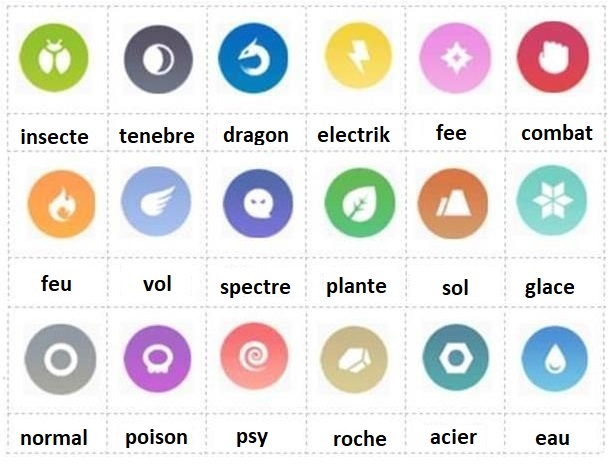 insecte tenebre dragon electrik fee combat
feu vol spectre plante sol glace
normal poison psy roche acier eau